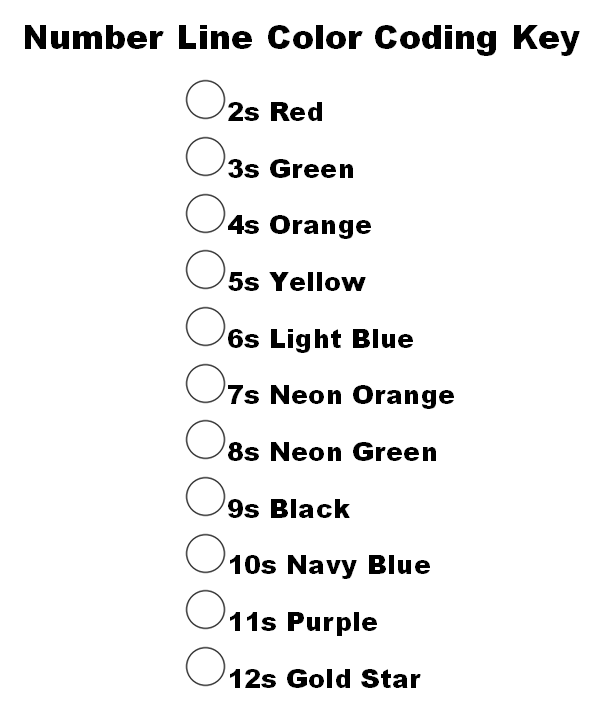 Number Line Color Coding Key
2s Red
3s Green
4s Orange
5s Yellow
6s Light Blue
7s Neon Orange
8s Neon Green
9s Black
10s Navy Blue
11s Purple
12s Gold Star